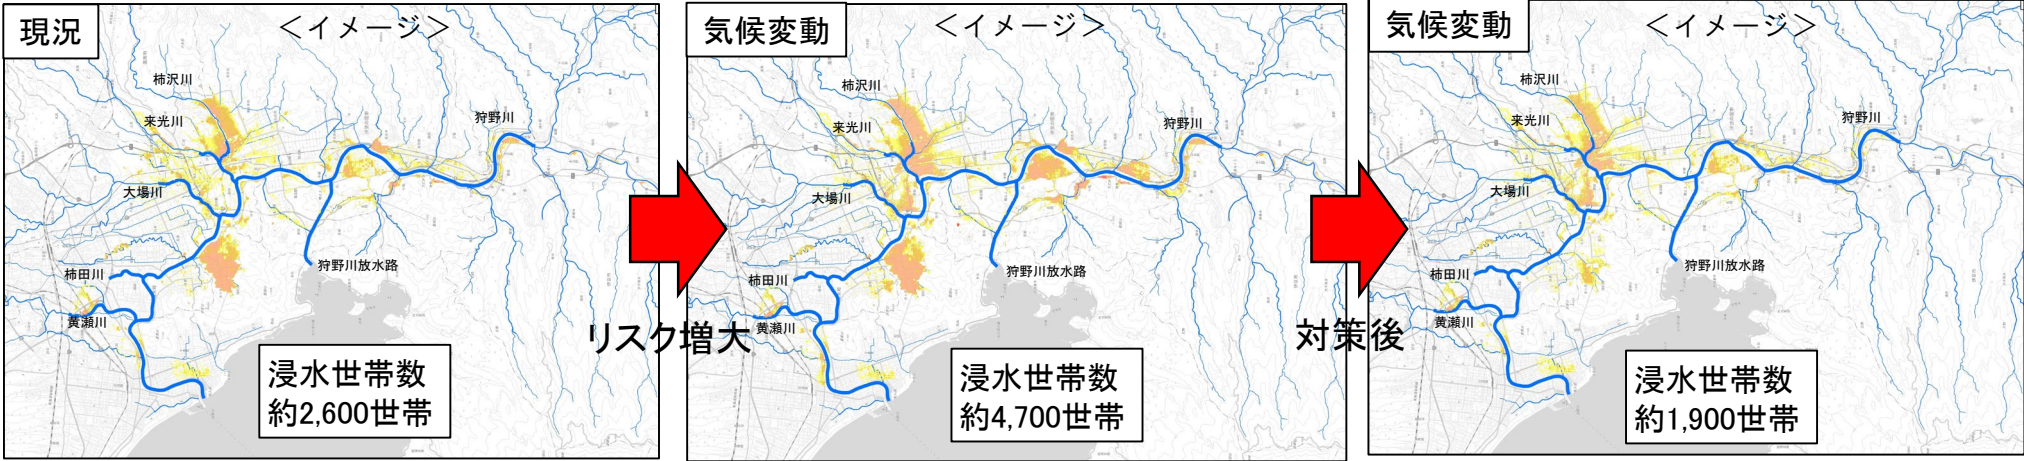 現況
＜イメージ＞
柿沢川
来光川
狩野川
大場川
柿田川
狩野川放水路
黄瀬川
浸水世帯数
約2,600世帯
リスク増大
気候変動
＜イメージ＞
柿沢川
来光川
狩野川
大場川
柿田川
狩野川放水路
黄瀬川
浸水世帯数
約4,700世帯
対策後
気候変動
＜イメージ＞
柿沢川
来光川
狩野川
大場川
柿田川
狩野川放水路
黄瀬川
浸水世帯数
約1,900世帯